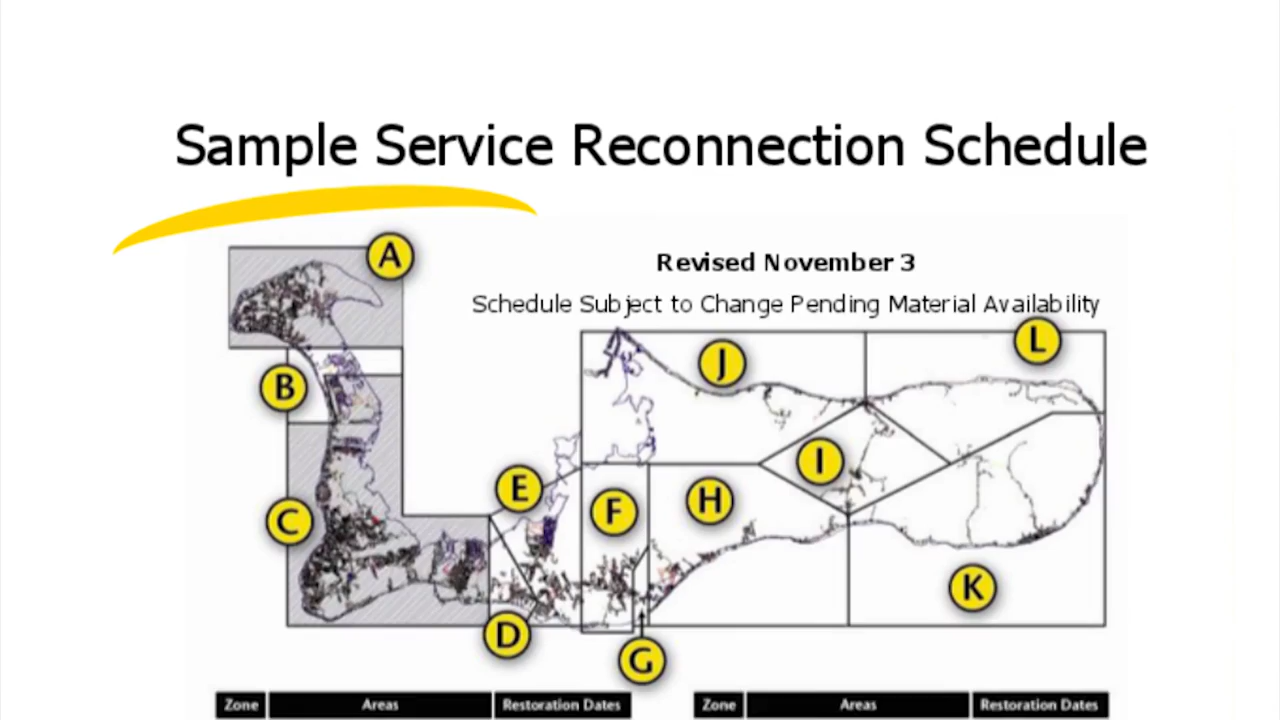 Sample Service Reconnection Schedule
Revised November 3
Schedule Subject to Change Pending Material Availability
A
B
C
D
E
F
G
H
I
J
K
L
Zone Areas Restoration Dates Zone Areas Restoration Dates